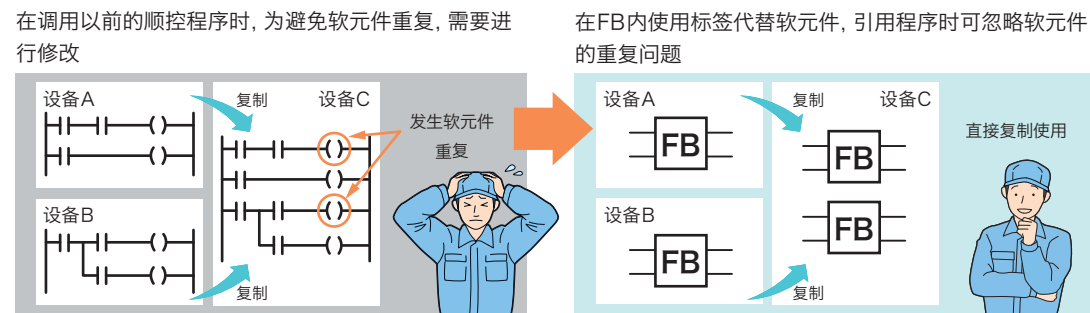 在调用以前的顺控程序时, 为避免软元件重复, 需要进
行修改
设备A
复制
设备C
发生软元件
重复
设备B
复制
在FB内使用标签代替软元件, 引用程序时可忽略软元件
的重复问题
设备A
FB
复制
设备C
FB
FB
直接复制使用
设备B
FB
复制